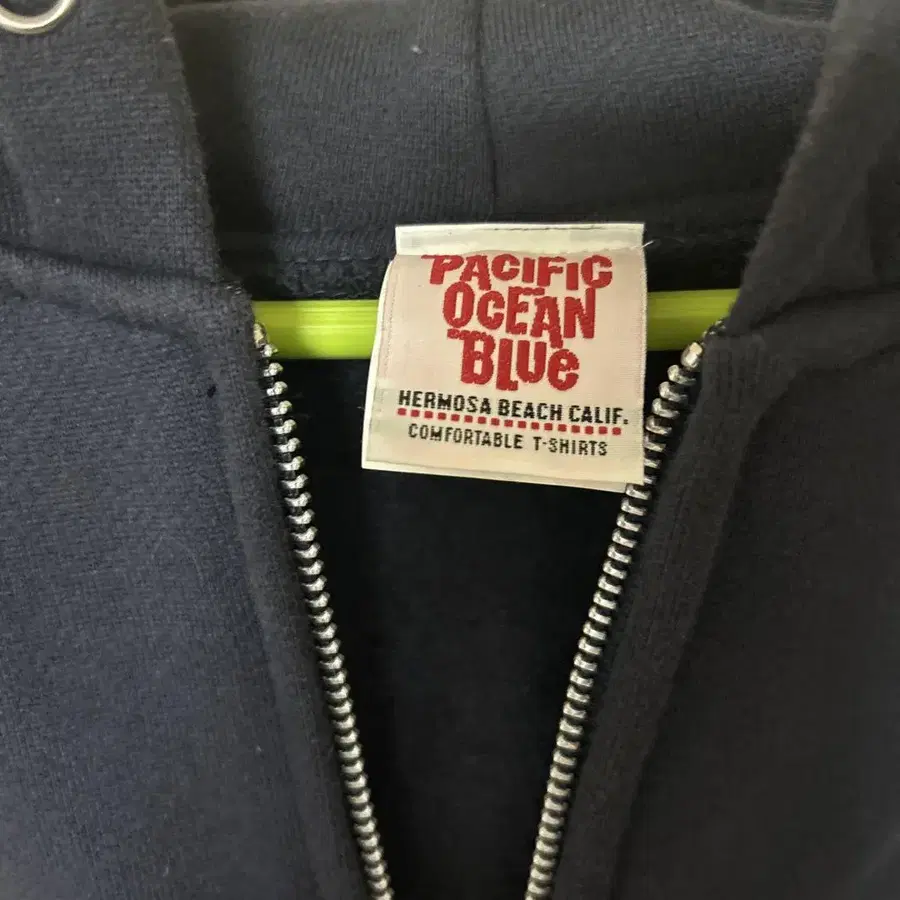 PACIFIC
OCEAN
BLUE
HERMOSA BEACH CALIF.
COMFORTABLE T-SHIRTS